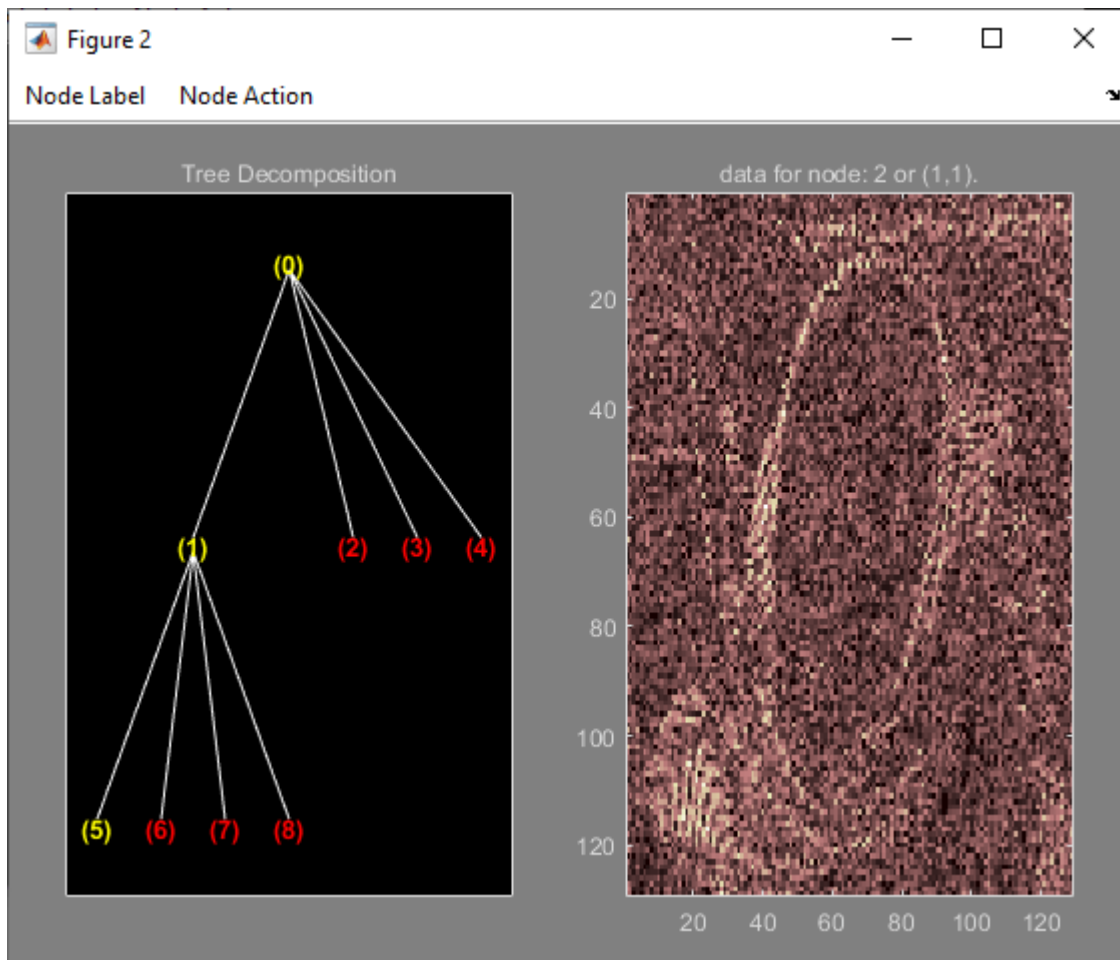 Figure 2
Node Label Node Action
Tree Decomposition
(0)
(1) (2) (3) (4)
(5) (6) (7) (8)
data for node: 2 or (1,1).
20
40
60
80
100
120
20 40 60 80 100 120